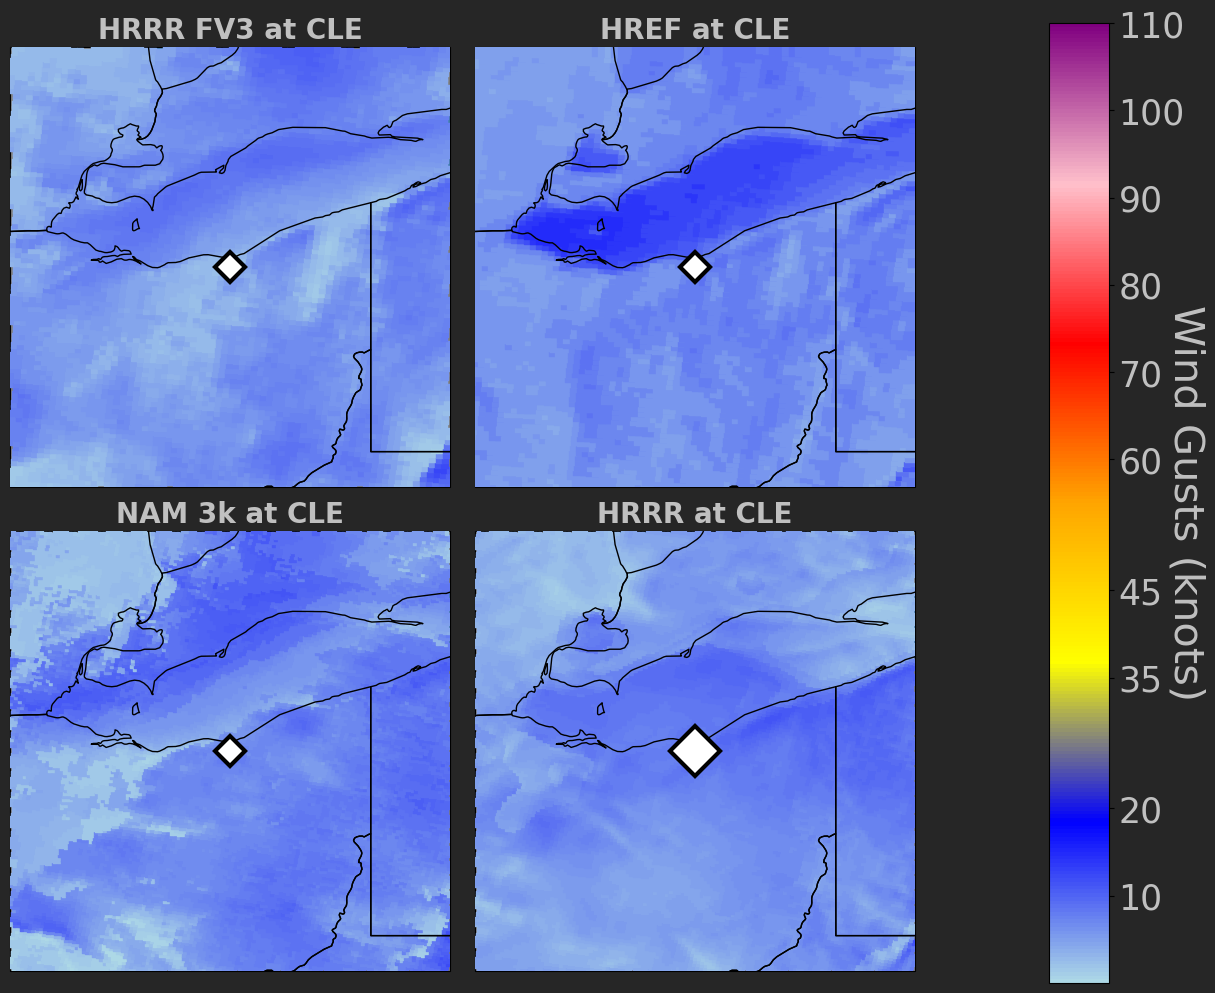 HRRR FV3 at CLE
HREF at CLE
NAM 3k at CLE
HRRR at CLE
110
100
90
80
70
60
45
35
20
10
Wind Gusts (knots)